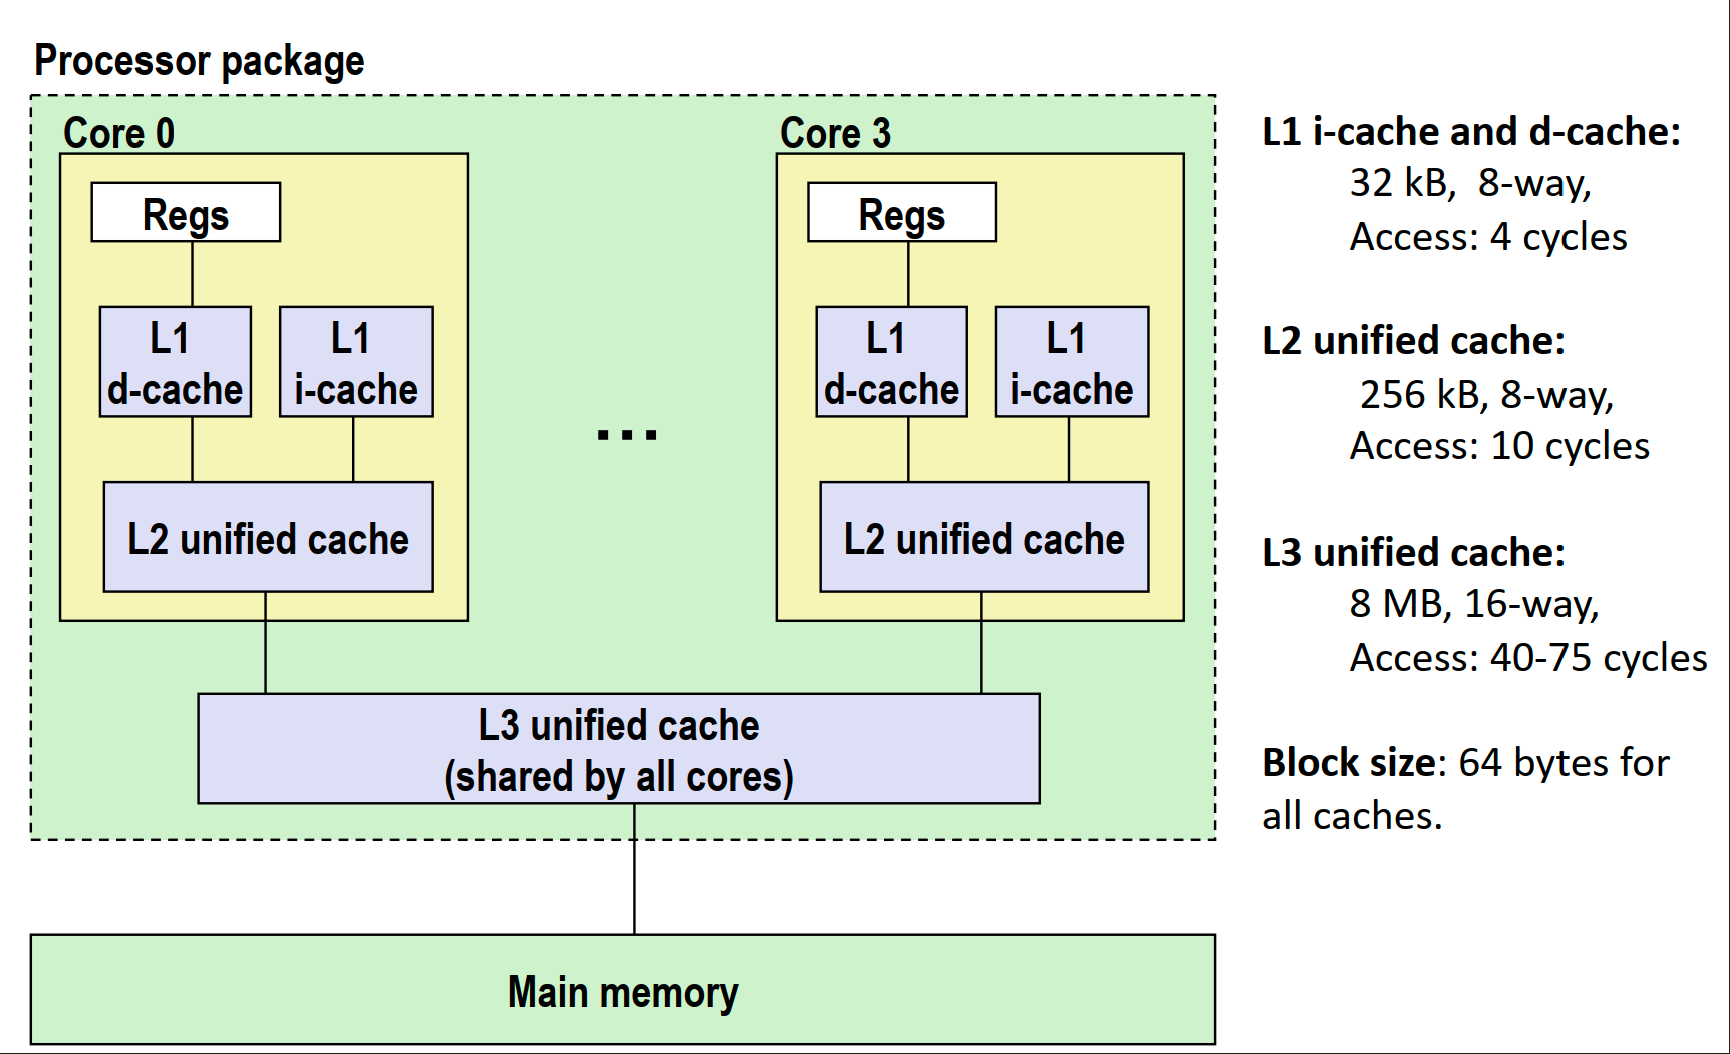 Processor package
Core 0
Regs
L1
d-cache
L1
i-cache
L2 unified cache
...
Core 3
Regs
L1
d-cache
L1
i-cache
L2 unified cache
L3 unified cache
(shared by all cores)
Main memory
L1 i-cache and d-cache:
32 kB, 8-way,
Access: 4 cycles
L2 unified cache:
256 kB, 8-way,
Access: 10 cycles
L3 unified cache:
8 MB, 16-way,
Access: 40-75 cycles
Block size: 64 bytes for
all caches.